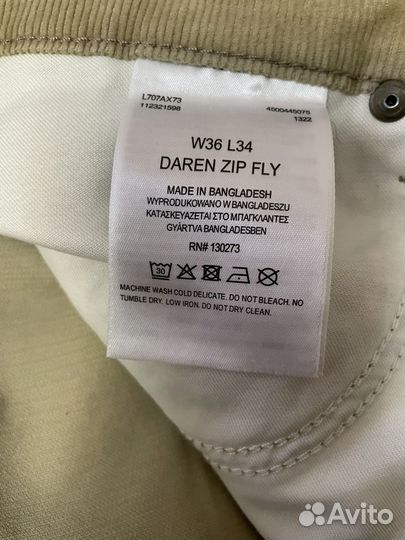 L707AX73 4500445075
112321598 1322
W36 L34
DAREN ZIP FLY
MADE IN BANGLADESH
WYPRODUKOWANO W BANGLADESZU
ΚΑΤΑΣΚΕΥΑΖΕΤΑΙ ΣΤΟ ΜΠΑΓΚΛΑΝΤΕΣ
GYÁRTVA BANGLADESBEN
RN# 130273
30
MACHINE WASH COLD DELICATE. DO NOT BLEACH. NO
TUMBLE DRY. LOW IRON. DO NOT DRY CLEAN.
Avito